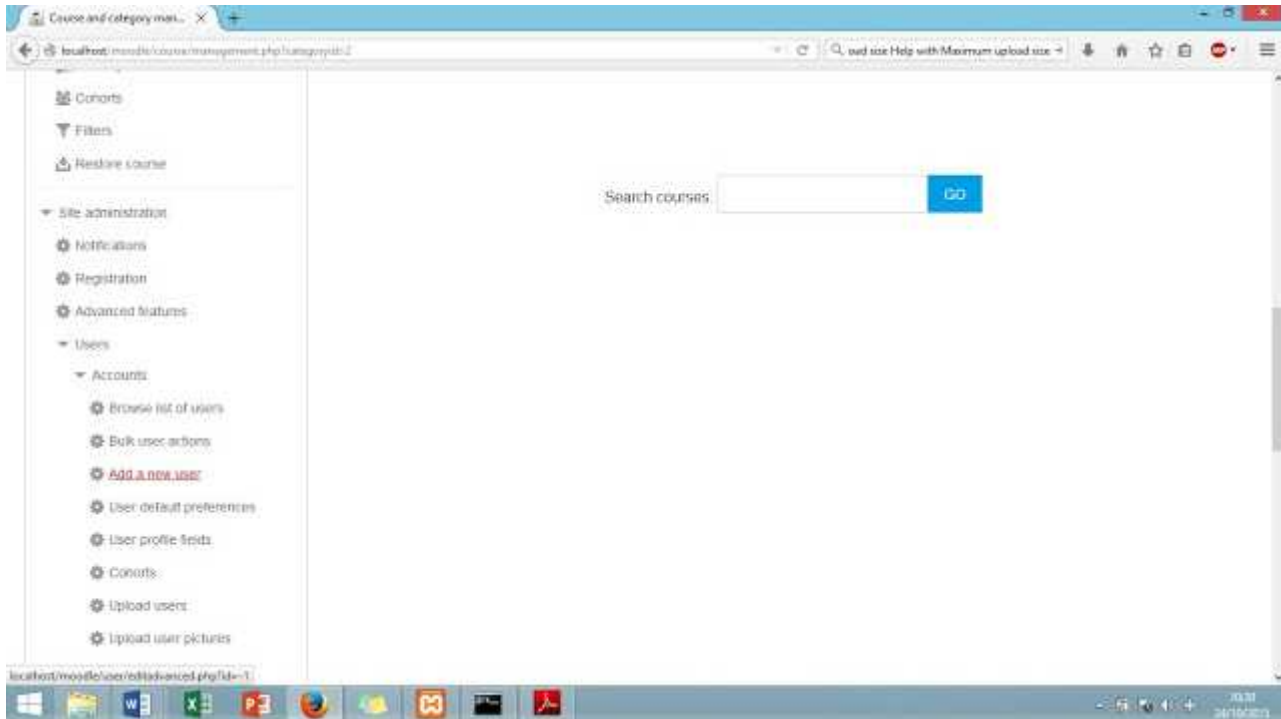 Course and category man...
localhost/moodle/course/management.php?categoryid=2
Help with Maximum upload size
Cohorts
Filters
Restore course
Search courses
GO
Site administration
Notifications
Registration
Advanced features
Users
Accounts
Browse list of users
Bulk user actions
Add a new user
User default preferences
User profile fields
Cohorts
Upload users
Upload user pictures
localhost/moodle/user/editadvanced.php?id=-1